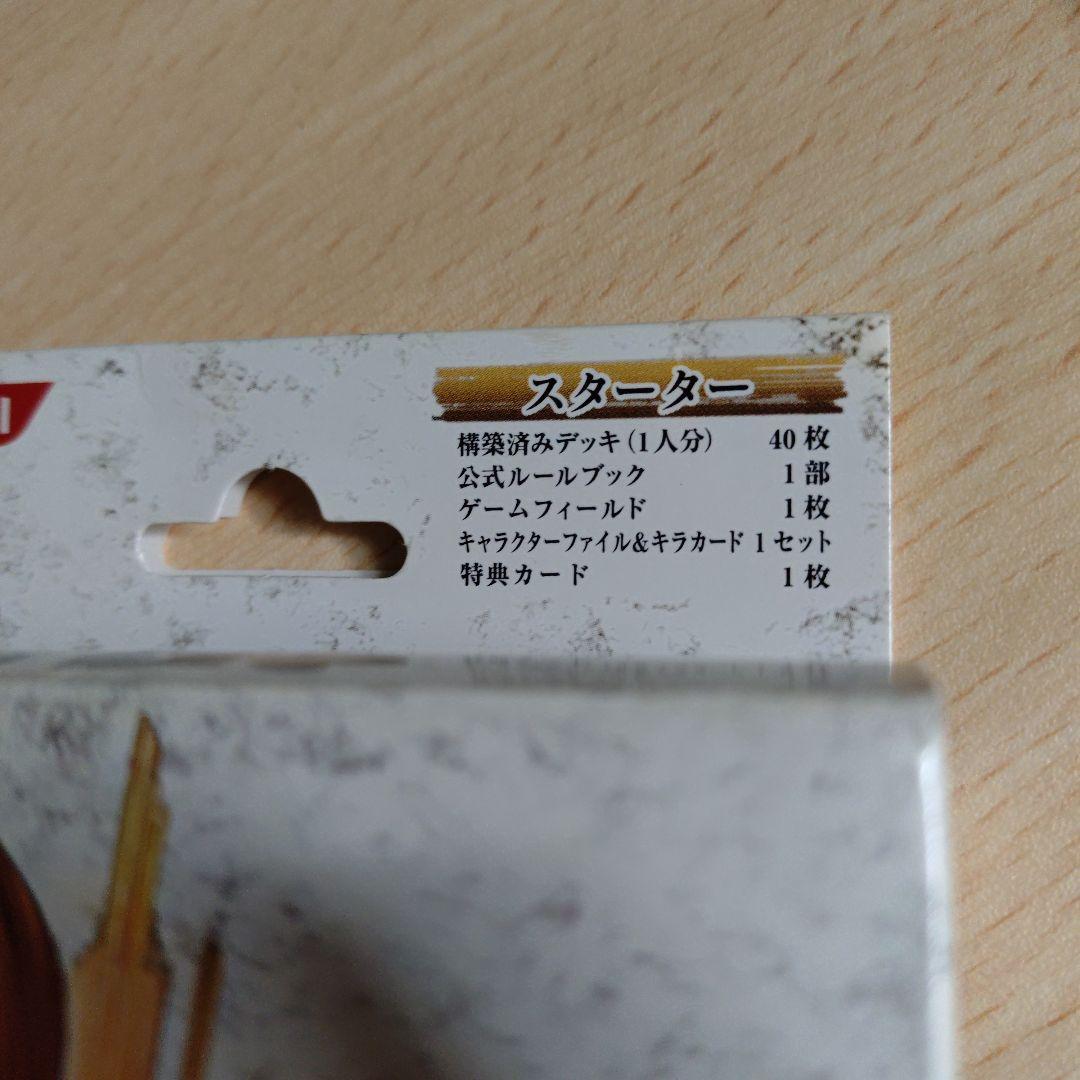 スターター
構築済みデッキ(1人分) 40枚
公式ルールブック 1部
ゲームフィールド 1枚
キャラクターファイル&キラカード 1セット
特典カード 1枚